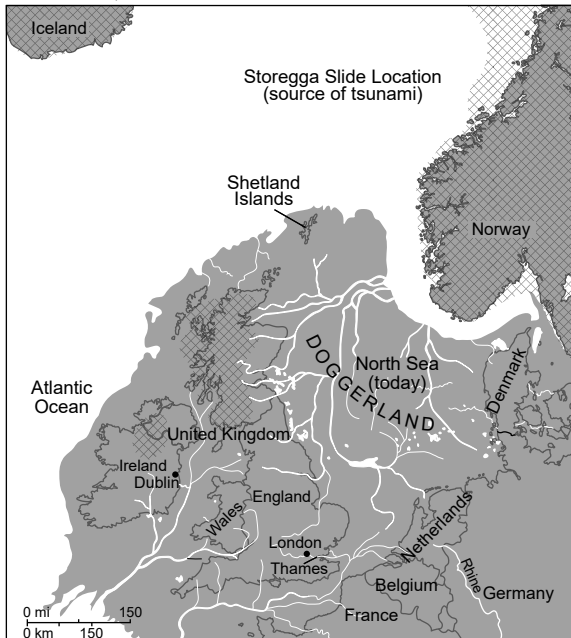 Iceland
Storegga Slide Location
(source of tsunami)
Shetland
Islands
Norway
DOGGERLAND
North Sea
(today)
Denmark
Atlantic
Ocean
United Kingdom
Ireland
Dublin
England
Wales
London
Thames
Netherlands
Belgium
Rhine
Germany
France
0 mi 150
0 km 150